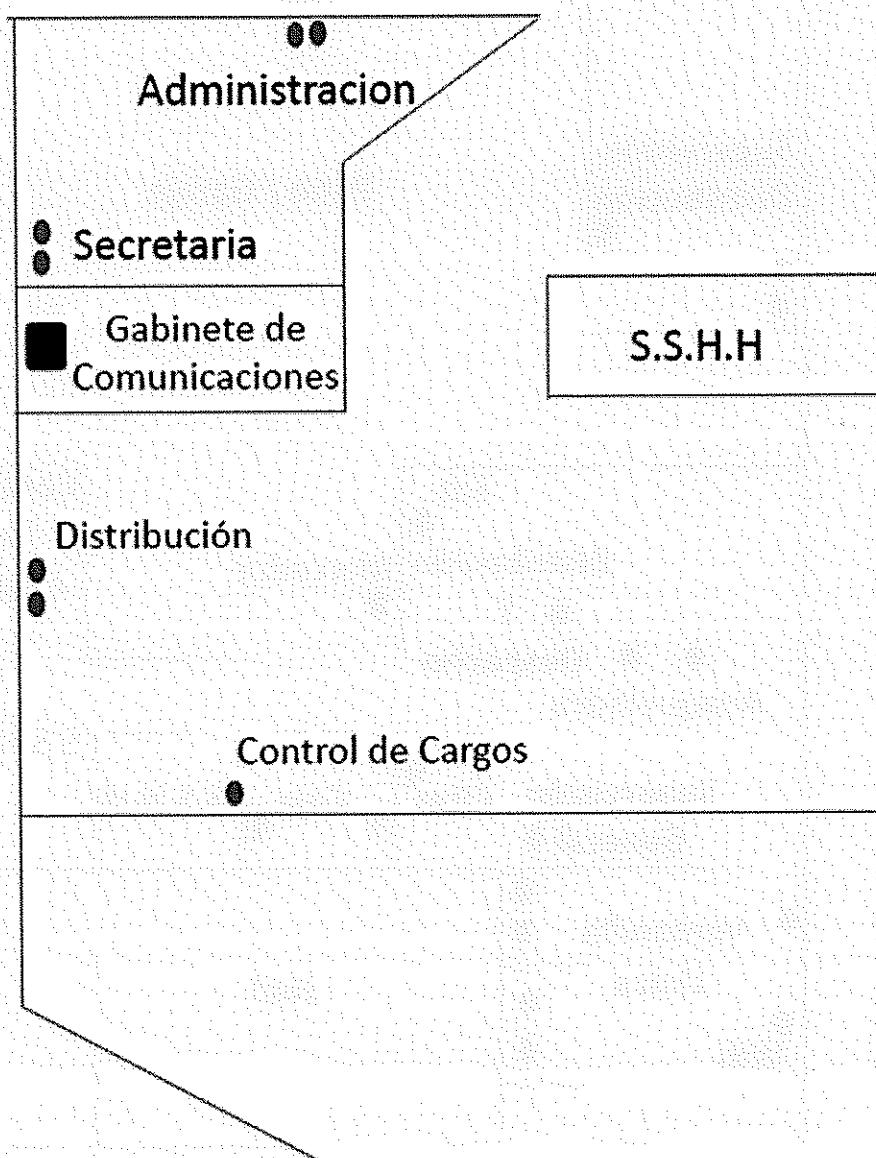 Administracion
Secretaria
Gabinete de
Comunicaciones
S.S.H.H
Distribución
Control de Cargos